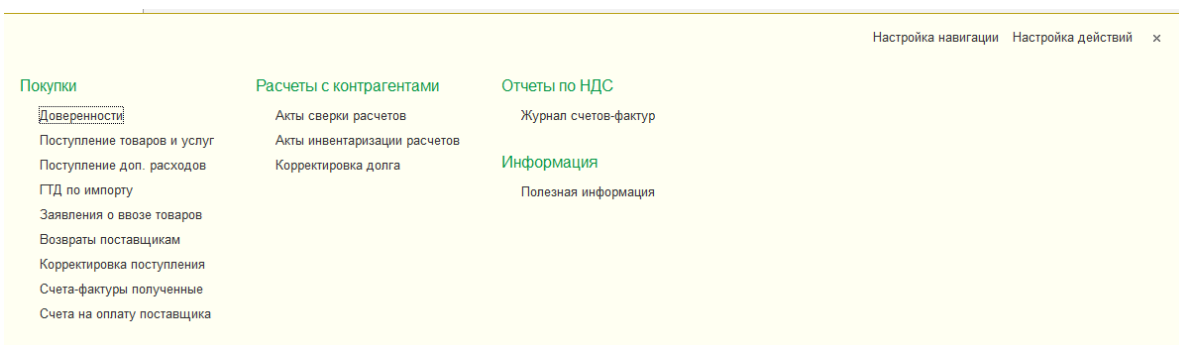 Настройка навигации Настройка действий ×
Покупки
Доверенности
Поступление товаров и услуг
Поступление доп. расходов
ГТД по импорту
Заявления о ввозе товаров
Возвраты поставщикам
Корректировка поступления
Счета-фактуры полученные
Счета на оплату поставщика
Расчеты с контрагентами
Акты сверки расчетов
Акты инвентаризации расчетов
Корректировка долга
Отчеты по НДС
Журнал счетов-фактур
Информация
Полезная информация